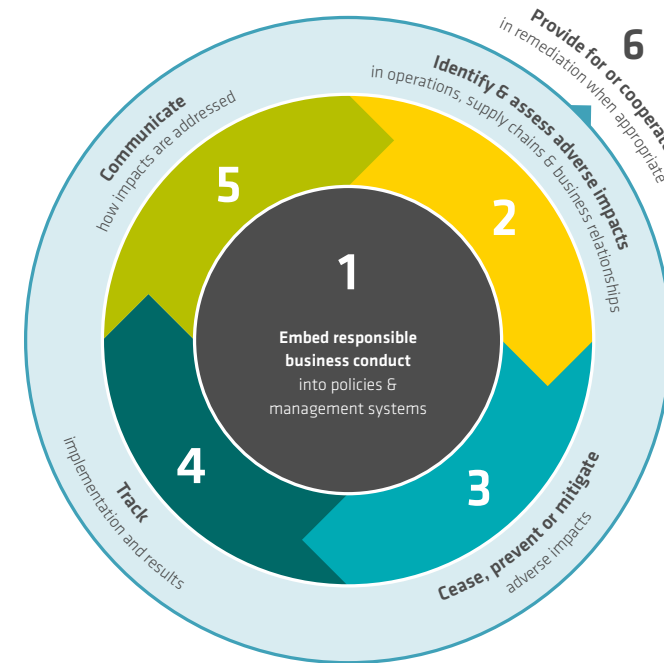 1
Embed responsible
business conduct
into policies &
management systems
2
Identify & assess adverse impacts
in operations, supply chains & business relationships
3
Cease, prevent or mitigate
adverse impacts
4
Track
implementation and results
5
Communicate
how impacts are addressed
6
Provide for or cooperate
in remediation when appropriate